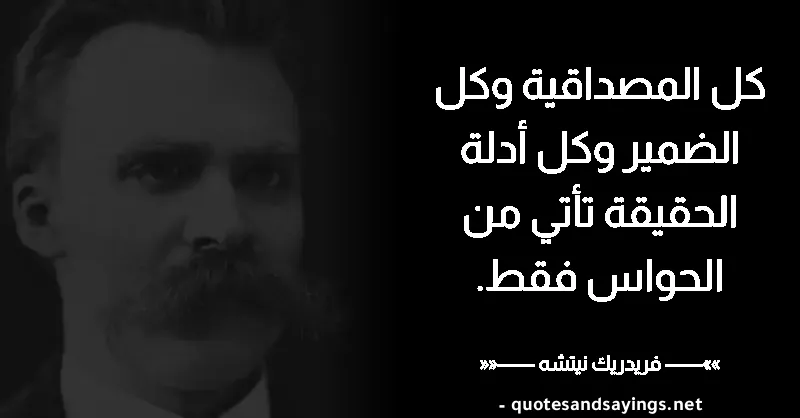 كل المصداقية وكل
الضمير وكل أدلة
الحقيقة تأتي من
الحواس فقط.
»»—— فريدريك نيتشه ——««
- quotesandsayings.net